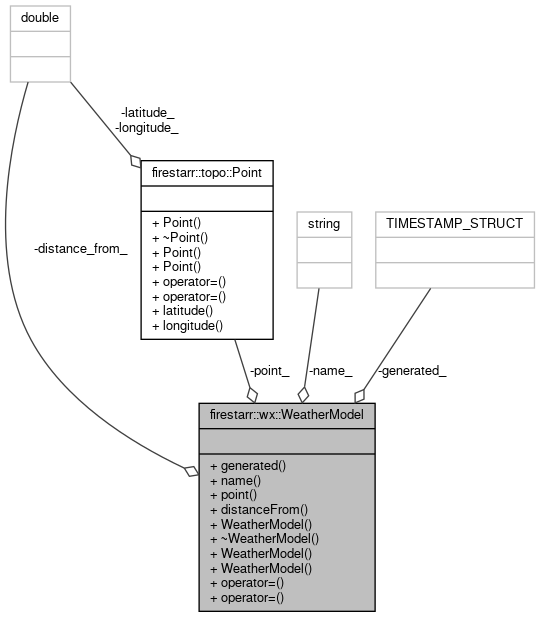 double
-latitude_
-longitude_
firestarr::topo::Point
+ Point()
+ ~Point()
+ Point()
+ Point()
+ operator=()
+ operator=()
+ latitude()
+ longitude()
string
TIMESTAMP_STRUCT
-distance_from_
-point_
-name_
-generated_
firestarr::wx::WeatherModel
+ generated()
+ name()
+ point()
+ distanceFrom()
+ WeatherModel()
+ ~WeatherModel()
+ WeatherModel()
+ WeatherModel()
+ operator=()
+ operator=()